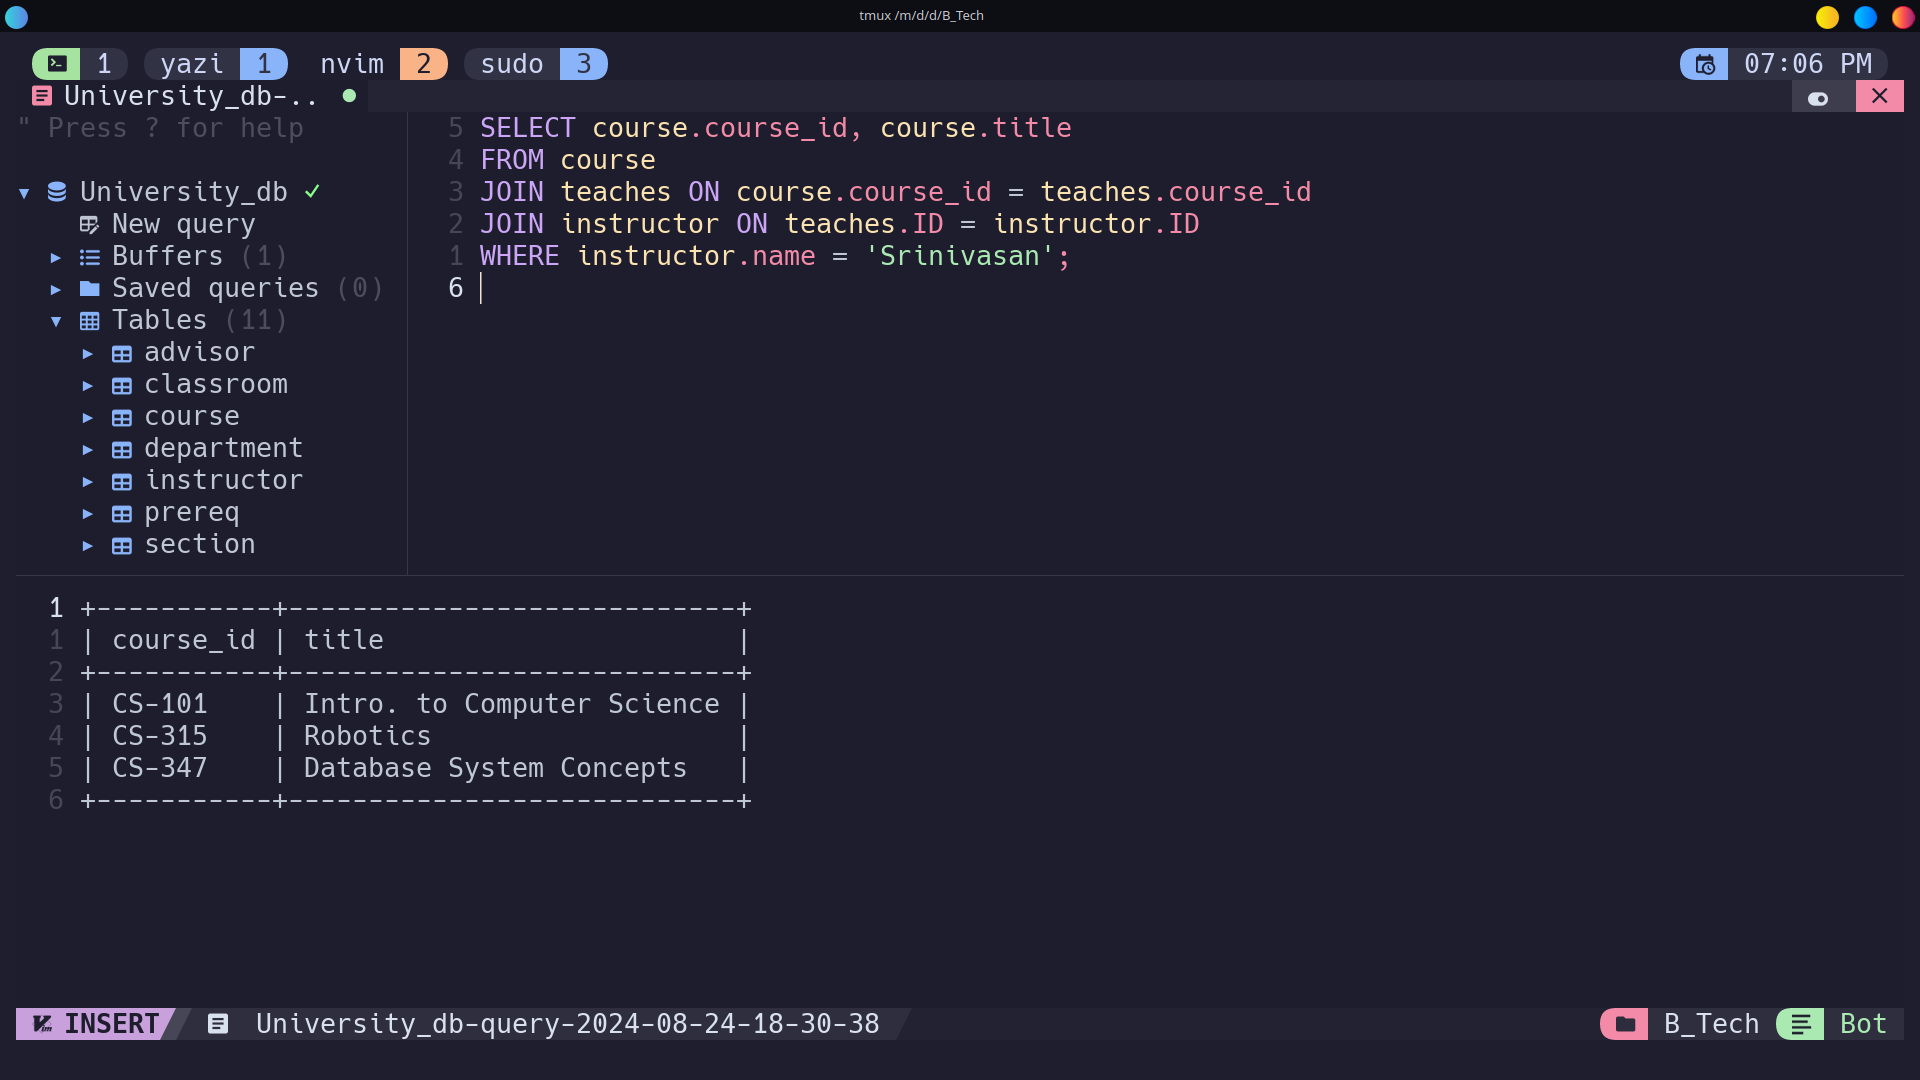 tmux /m/d/d/B_Tech
1 yazi 1 nvim 2 sudo 3 07:06 PM
University_db-..
" Press ? for help
University_db
New query
Buffers (1)
Saved queries (0)
Tables (11)
advisor
classroom
course
department
instructor
prereq
section
5 SELECT course.course_id, course.title
4 FROM course
3 JOIN teaches ON course.course_id = teaches.course_id
2 JOIN instructor ON teaches.ID = instructor.ID
1 WHERE instructor.name = 'Srinivasan';
6
1 +-----------+----------------------------+
1 | course_id | title                      |
2 +-----------+----------------------------+
3 | CS-101    | Intro. to Computer Science |
4 | CS-315    | Robotics                   |
5 | CS-347    | Database System Concepts   |
6 +-----------+----------------------------+
INSERT University_db-query-2024-08-24-18-30-38 B_Tech Bot